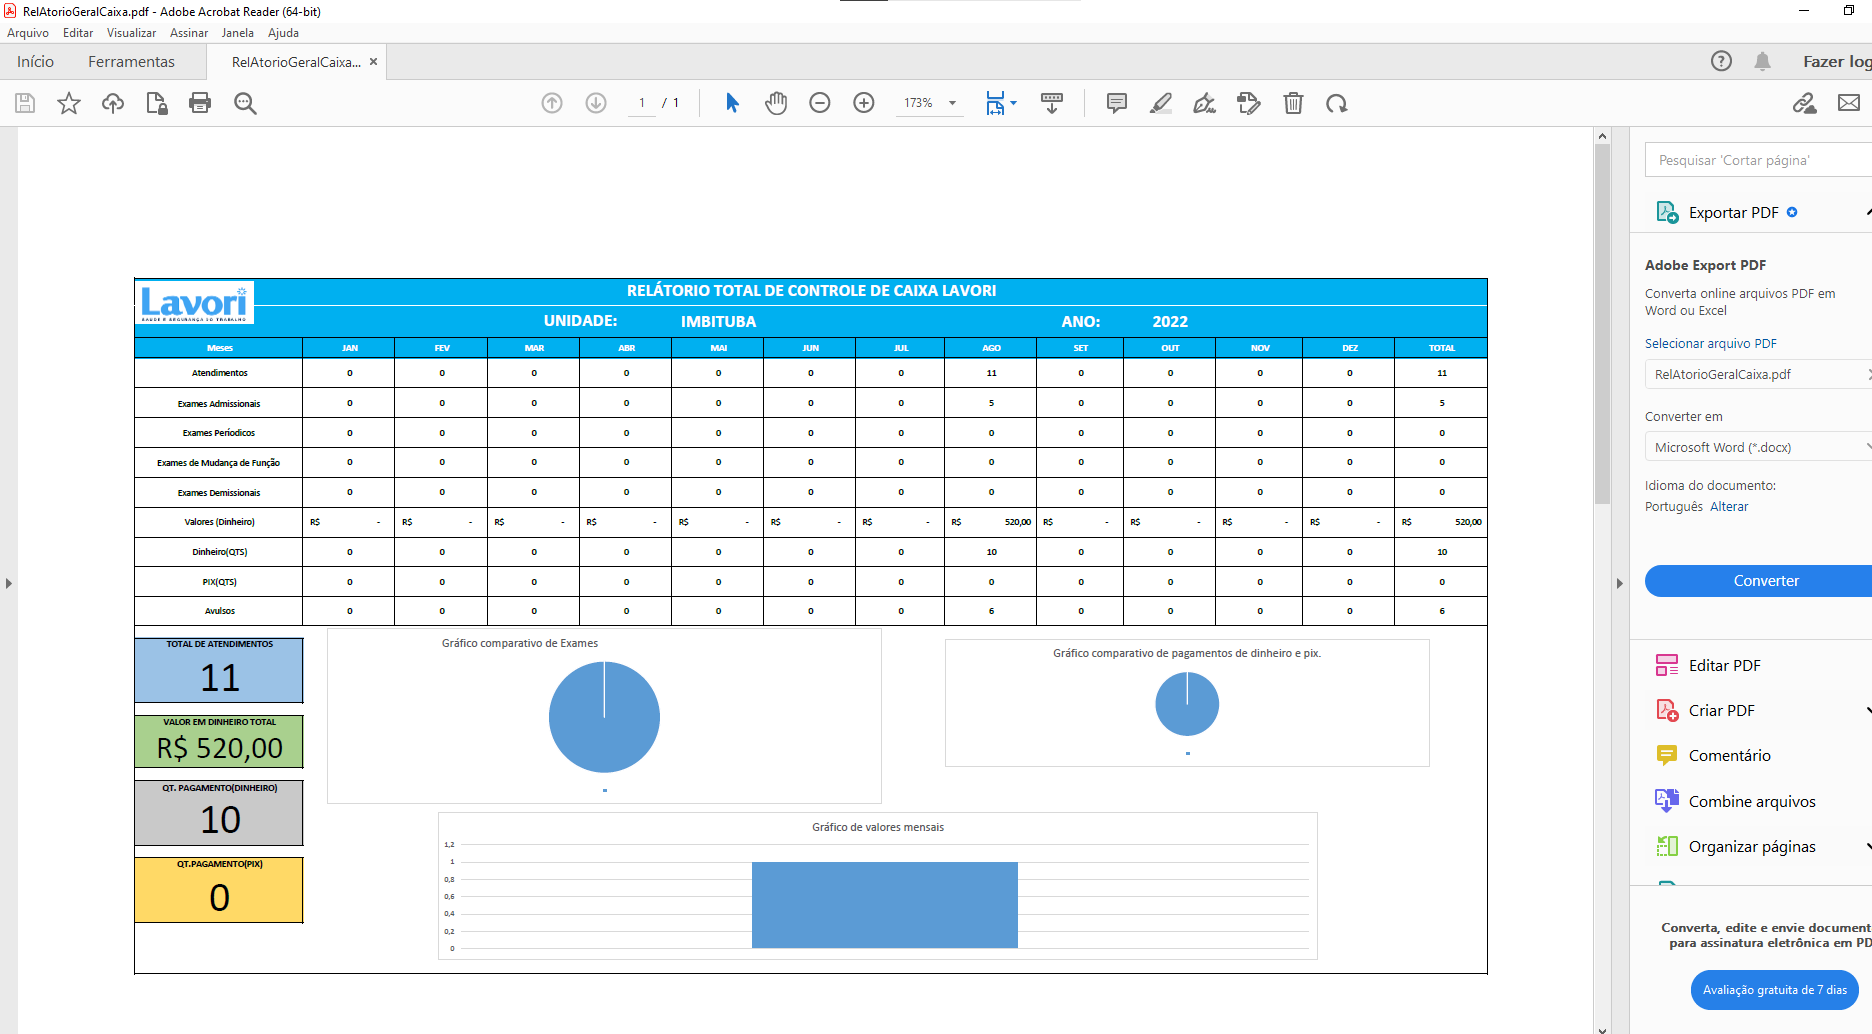 RelAtorioGeralCaixa.pdf - Adobe Acrobat Reader (64-bit)
Arquivo Editar Visualizar Assinar Janela Ajuda
Início Ferramentas RelAtorioGeralCaixa... × Fazer log
1 / 1 173%
Pesquisar 'Cortar página'
Exportar PDF
Adobe Export PDF
Converta online arquivos PDF em
Word ou Excel
Selecionar arquivo PDF
RelAtorioGeralCaixa.pdf
Converter em
Microsoft Word (*.docx)
Idioma do documento:
Português Alterar
Converter
Editar PDF
Criar PDF
Comentário
Combine arquivos
Organizar páginas
Converta, edite e envie document
para assinatura eletrônica em PD
Avaliação gratuita de 7 dias
Lavori
SAÚDE E SEGURANÇA DO TRABALHO
RELÁTORIO TOTAL DE CONTROLE DE CAIXA LAVORI
UNIDADE: IMBITUBA ANO: 2022
Meses JAN FEV MAR ABR MAI JUN JUL AGO SET OUT NOV DEZ TOTAL
Atendimentos 0 0 0 0 0 0 0 11 0 0 0 0 11
Exames Admissionais 0 0 0 0 0 0 0 5 0 0 0 0 5
Exames Períodicos 0 0 0 0 0 0 0 0 0 0 0 0 0
Exames de Mudança de Função 0 0 0 0 0 0 0 0 0 0 0 0 0
Exames Demissionais 0 0 0 0 0 0 0 0 0 0 0 0 0
Valores (Dinheiro) R$ - R$ - R$ - R$ - R$ - R$ - R$ - R$ 520,00 R$ - R$ - R$ - R$ - R$ 520,00
Dinheiro(QTS) 0 0 0 0 0 0 0 10 0 0 0 0 10
PIX(QTS) 0 0 0 0 0 0 0 0 0 0 0 0 0
Avulsos 0 0 0 0 0 0 0 6 0 0 0 0 6
TOTAL DE ATENDIMENTOS
11
VALOR EM DINHEIRO TOTAL
R$ 520,00
QT. PAGAMENTO(DINHEIRO)
10
QT.PAGAMENTO(PIX)
0
Gráfico comparativo de Exames
Gráfico comparativo de pagamentos de dinheiro e pix.
Gráfico de valores mensais
1,2
1
0,8
0,6
0,4
0,2
0